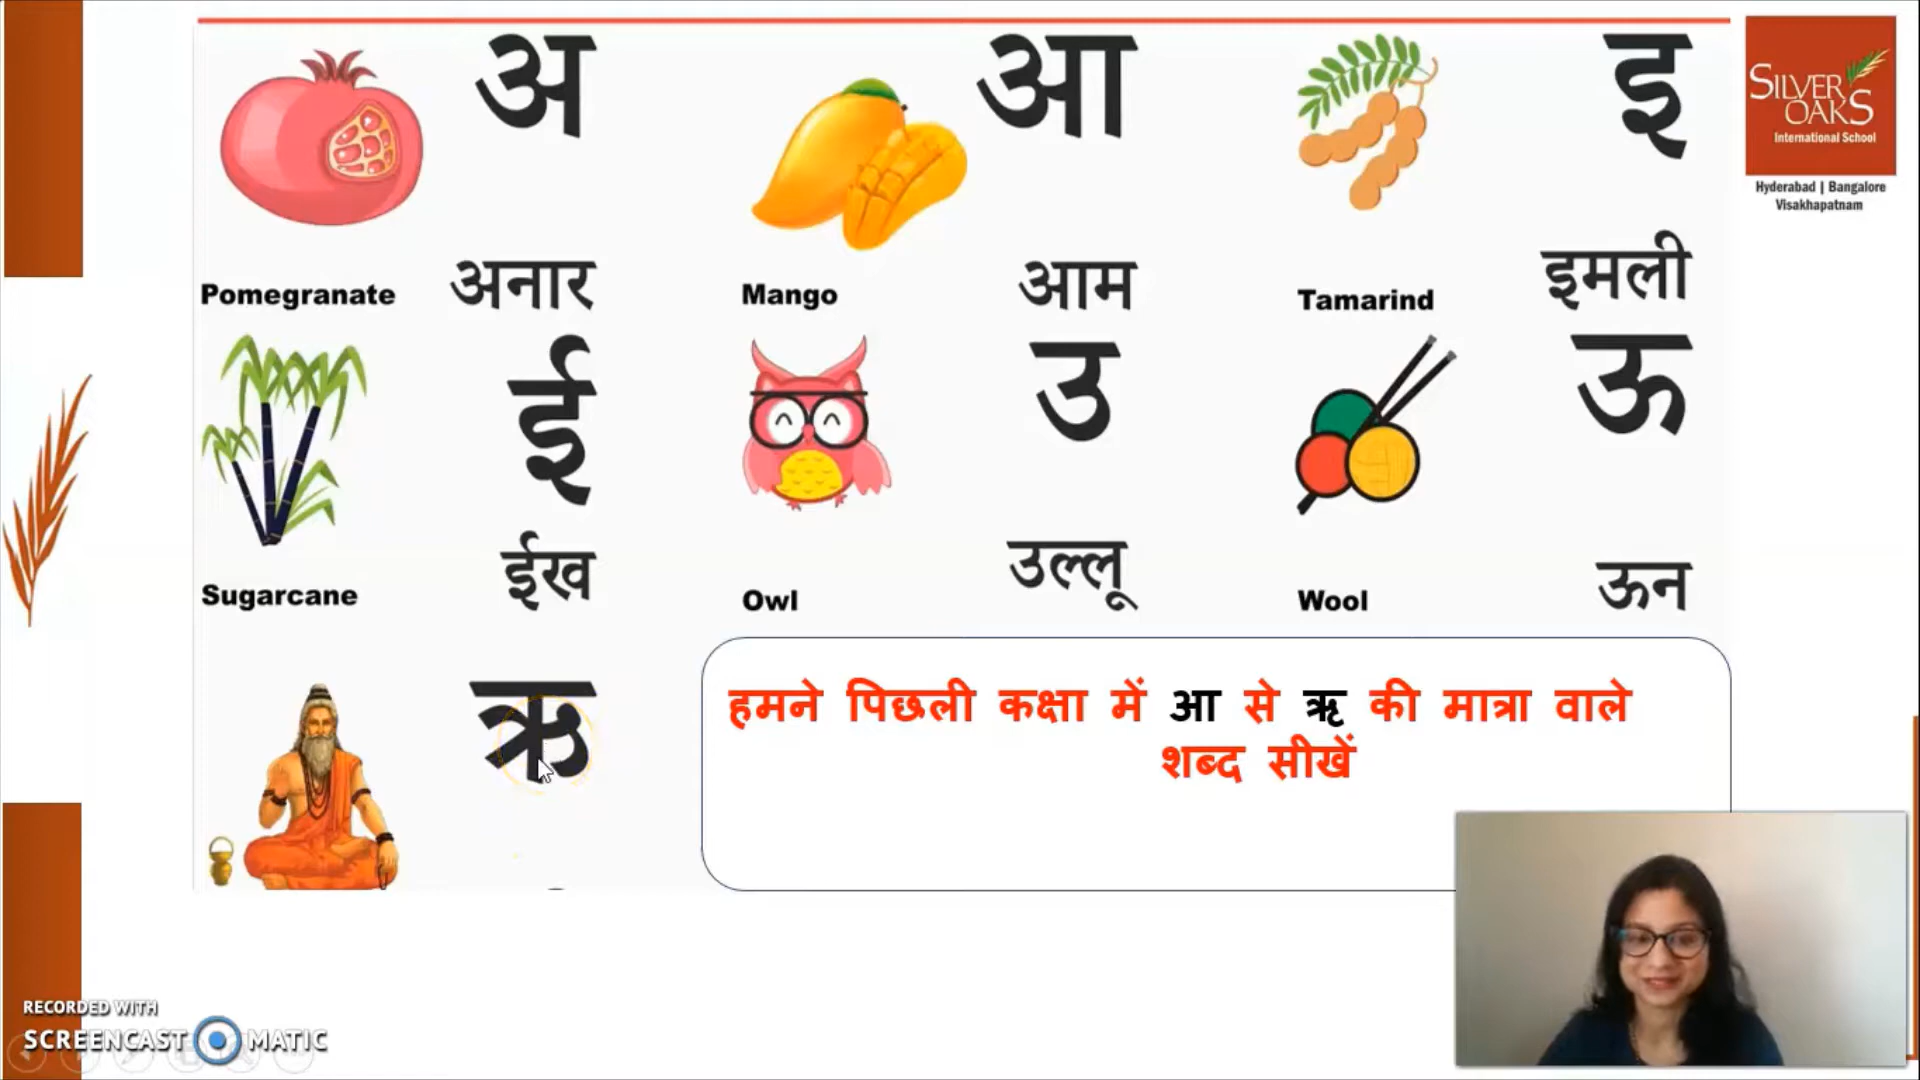 अ
आ
इ
SILVER
OAKS
International School
Hyderabad | Bangalore
Visakhapatnam
Pomegranate
अनार
Mango
आम
Tamarind
इमली
ई
उ
ऊ
Sugarcane
ईख
Owl
उल्लू
Wool
ऊन
ऋ
हमने पिछली कक्षा में आ से ऋ की मात्रा वाले
शब्द सीखें
RECORDED WITH
SCREENCAST MATIC